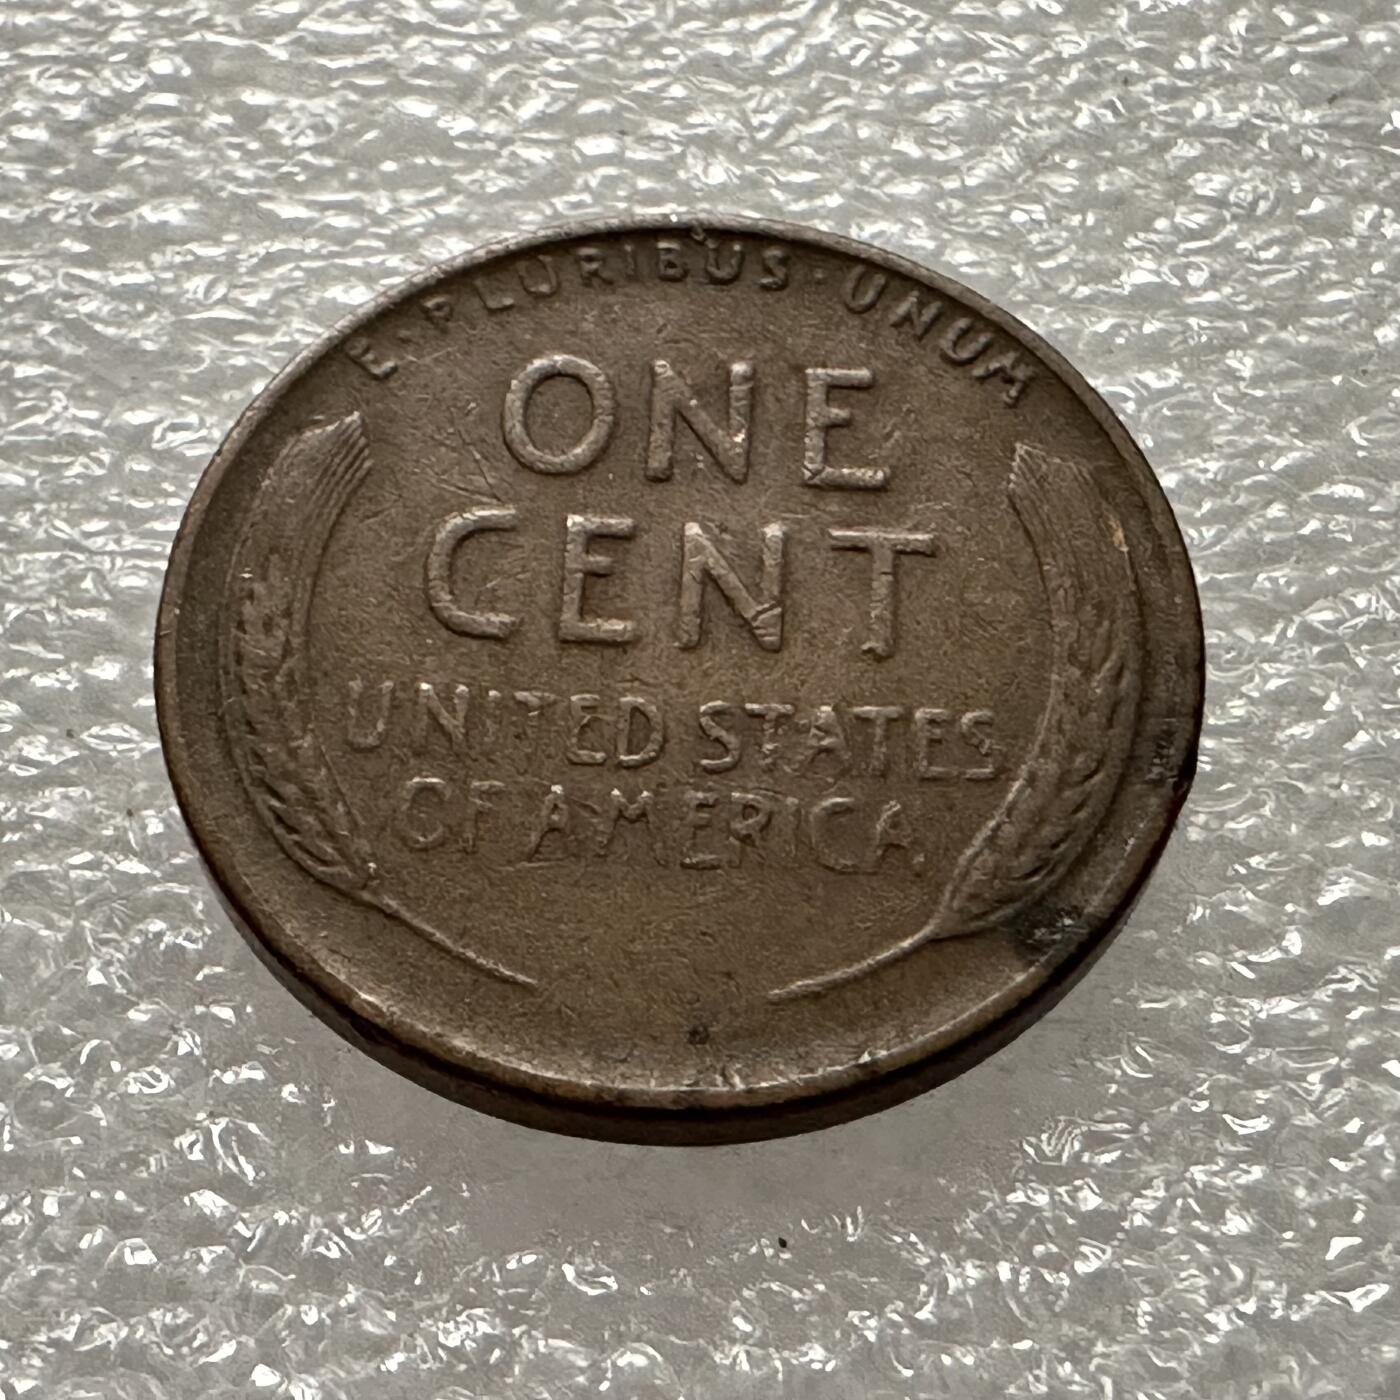 E·PLURIBUS·UNUM
ONE
CENT
UNITED STATES
OF AMERICA